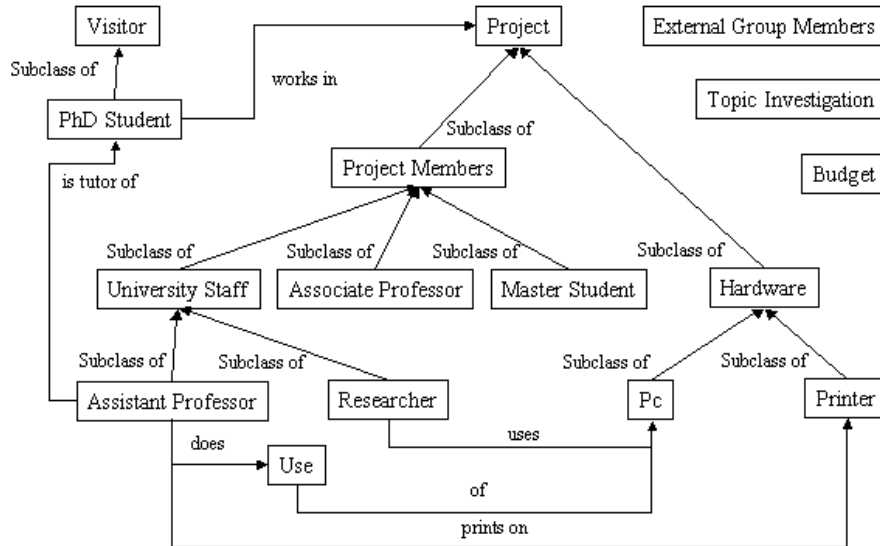 Visitor
Project
External Group Members
Subclass of
works in
Topic Investigation
PhD Student
Subclass of
Project Members
is tutor of
Budget
Subclass of
Subclass of
Subclass of
Subclass of
University Staff
Associate Professor
Master Student
Hardware
Subclass of
Subclass of
Subclass of
Subclass of
Assistant Professor
Researcher
Pc
Printer
does
uses
Use
of
prints on